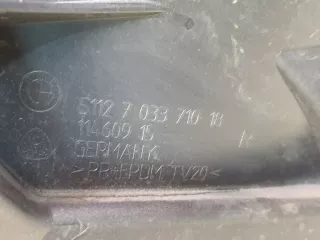 5112 7 033 710 18
114609 15
GERMANY
>PP+EPDM TV20<